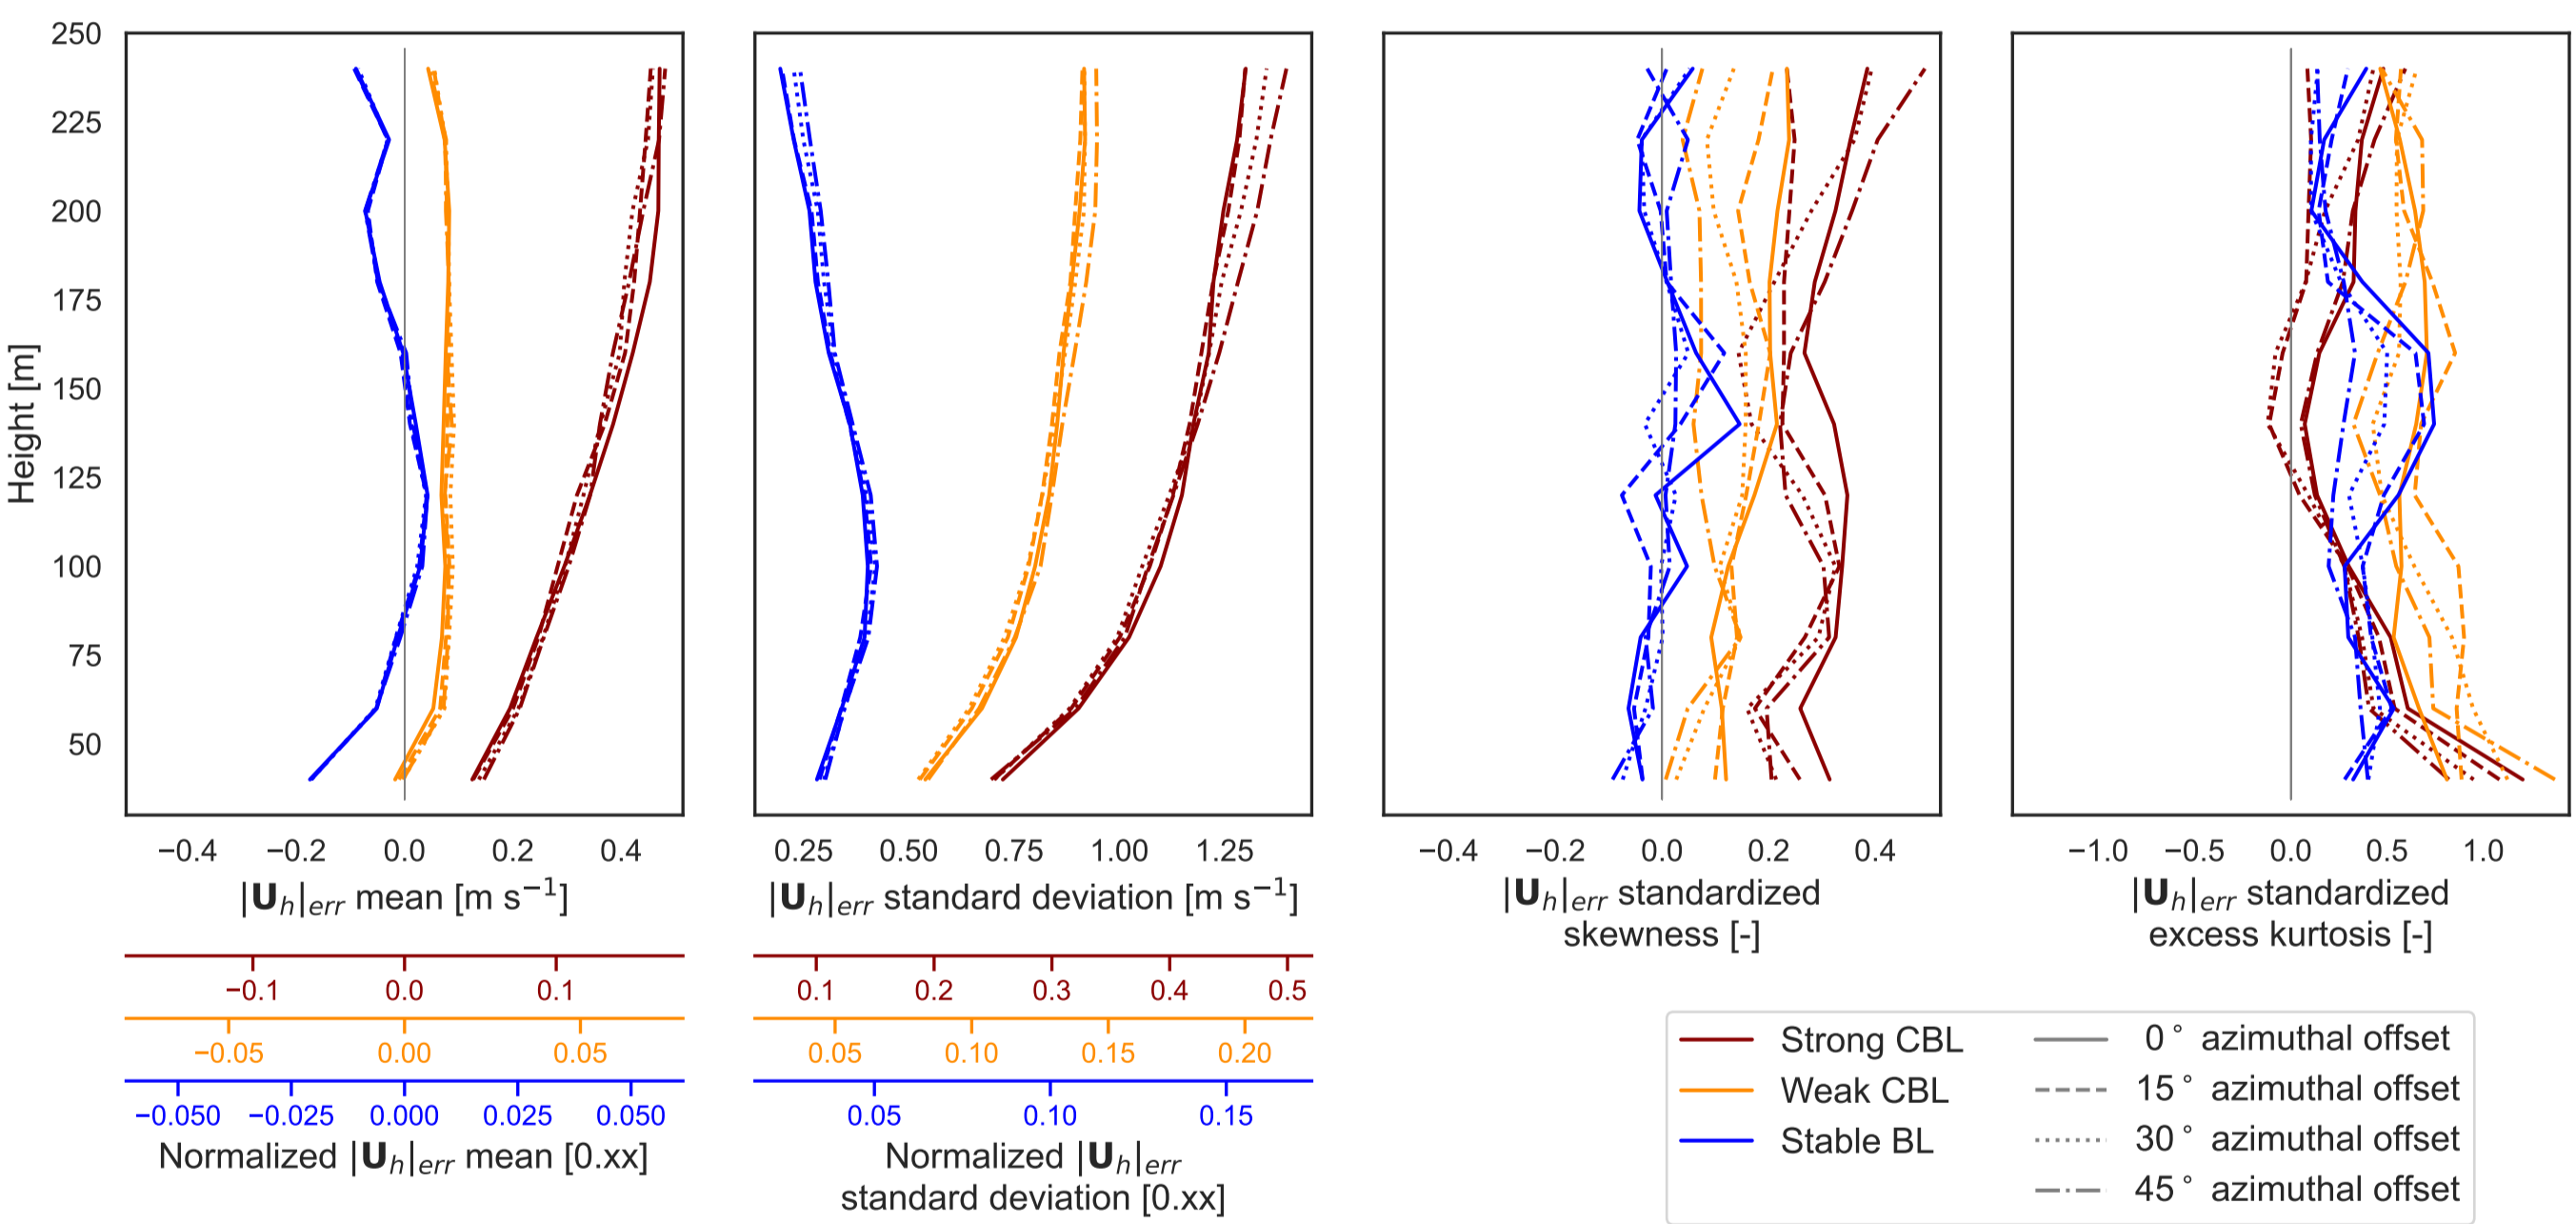 250
225
200
175
150
125
100
75
50
Height [m]
−0.4 −0.2 0.0 0.2 0.4
|U_h|_err mean [m s⁻¹]
0.25 0.50 0.75 1.00 1.25
|U_h|_err standard deviation [m s⁻¹]
−0.4 −0.2 0.0 0.2 0.4
|U_h|_err standardized
skewness [-]
−1.0 −0.5 0.0 0.5 1.0
|U_h|_err standardized
excess kurtosis [-]
−0.1 0.0 0.1
−0.05 0.00 0.05
−0.050 −0.025 0.000 0.025 0.050
Normalized |U_h|_err mean [0.xx]
0.1 0.2 0.3 0.4 0.5
0.05 0.10 0.15 0.20
0.05 0.10 0.15
Normalized |U_h|_err
standard deviation [0.xx]
Strong CBL
Weak CBL
Stable BL
0° azimuthal offset
15° azimuthal offset
30° azimuthal offset
45° azimuthal offset